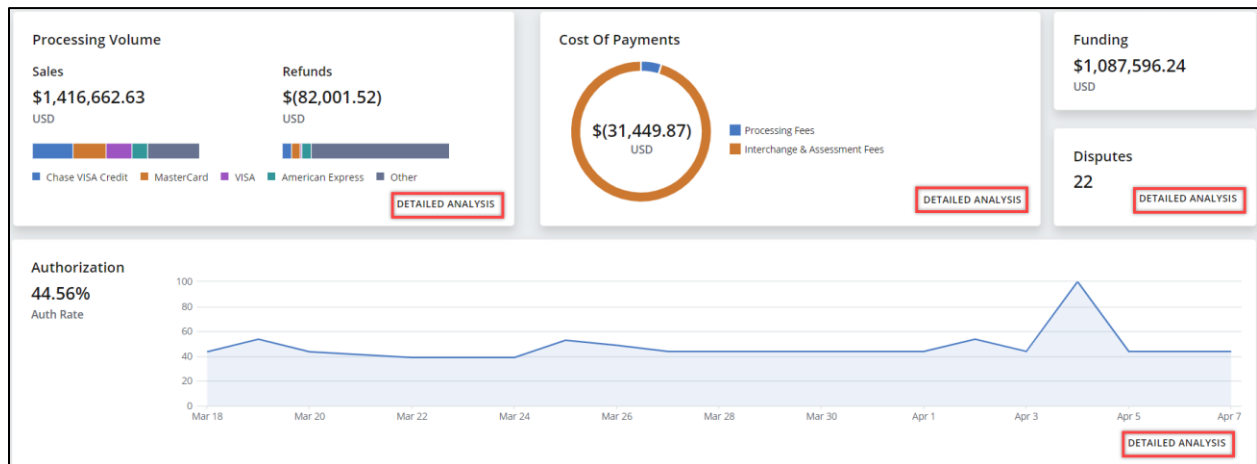 Processing Volume
Sales
$1,416,662.63
USD
Refunds
$(82,001.52)
USD
Chase VISA Credit MasterCard VISA American Express Other
DETAILED ANALYSIS
Cost Of Payments
$(31,449.87)
USD
Processing Fees
Interchange & Assessment Fees
DETAILED ANALYSIS
Funding
$1,087,596.24
USD
Disputes
22
DETAILED ANALYSIS
Authorization
44.56%
Auth Rate
100
80
60
40
20
0
Mar 18 Mar 20 Mar 22 Mar 24 Mar 26 Mar 28 Mar 30 Apr 1 Apr 3 Apr 5 Apr 7
DETAILED ANALYSIS